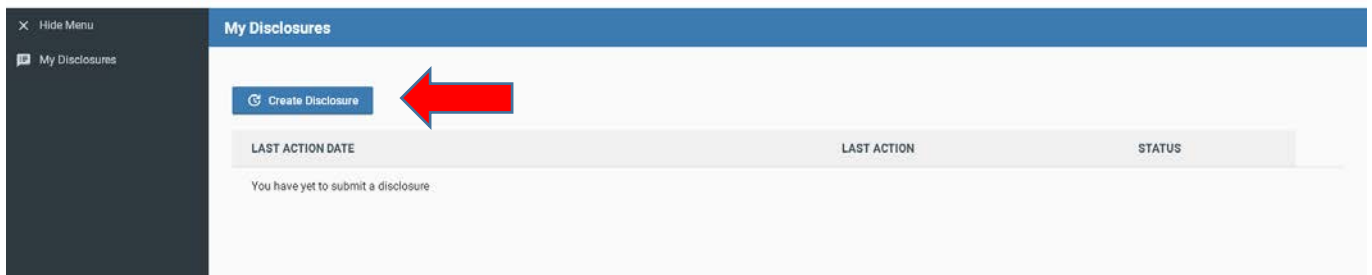 Hide Menu
My Disclosures
My Disclosures
Create Disclosure
LAST ACTION DATE LAST ACTION STATUS
You have yet to submit a disclosure